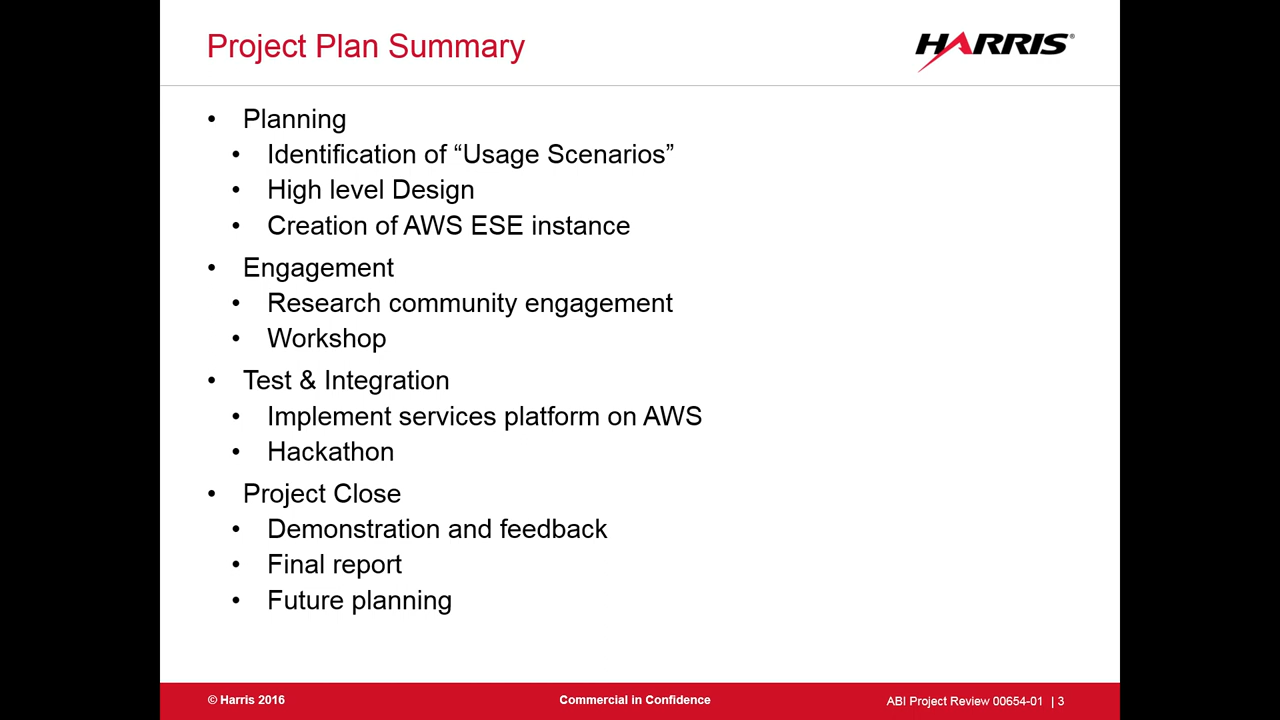 Project Plan Summary
HARRIS®
• Planning
• Identification of “Usage Scenarios”
• High level Design
• Creation of AWS ESE instance
• Engagement
• Research community engagement
• Workshop
• Test & Integration
• Implement services platform on AWS
• Hackathon
• Project Close
• Demonstration and feedback
• Final report
• Future planning
© Harris 2016
Commercial in Confidence
ABI Project Review 00654-01 | 3